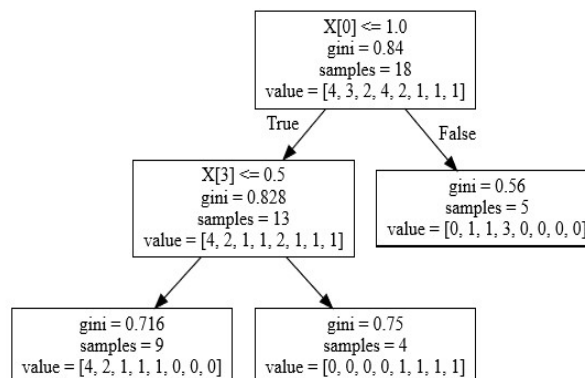 X[0] <= 1.0
gini = 0.84
samples = 18
value = [4, 3, 2, 4, 2, 1, 1, 1]
True
False
X[3] <= 0.5
gini = 0.828
samples = 13
value = [4, 2, 1, 1, 2, 1, 1, 1]
gini = 0.56
samples = 5
value = [0, 1, 1, 3, 0, 0, 0, 0]
gini = 0.716
samples = 9
value = [4, 2, 1, 1, 1, 0, 0, 0]
gini = 0.75
samples = 4
value = [0, 0, 0, 0, 1, 1, 1, 1]